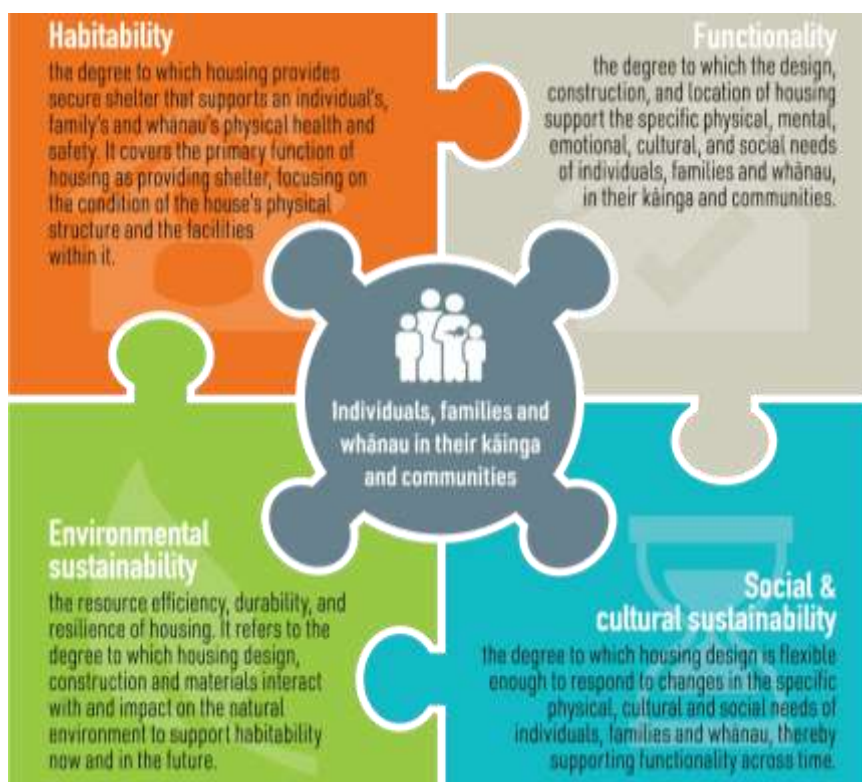 Habitability
the degree to which housing provides
secure shelter that supports an individual's,
family's and whānau's physical health and
safety. It covers the primary function of
housing as providing shelter, focusing on
the condition of the house's physical
structure and the facilities
within it.
Functionality
the degree to which the design,
construction, and location of housing
support the specific physical, mental,
emotional, cultural, and social needs
of individuals, families and whānau,
in their kāinga and communities.
Individuals, families and
whānau in their kāinga
and communities
Environmental
sustainability
the resource efficiency, durability, and
resilience of housing. It refers to the
degree to which housing design,
construction and materials interact
with and impact on the natural
environment to support habitability
now and in the future.
Social &
cultural sustainability
the degree to which housing design is flexible
enough to respond to changes in the specific
physical, cultural and social needs of
individuals, families and whānau, thereby
supporting functionality across time.